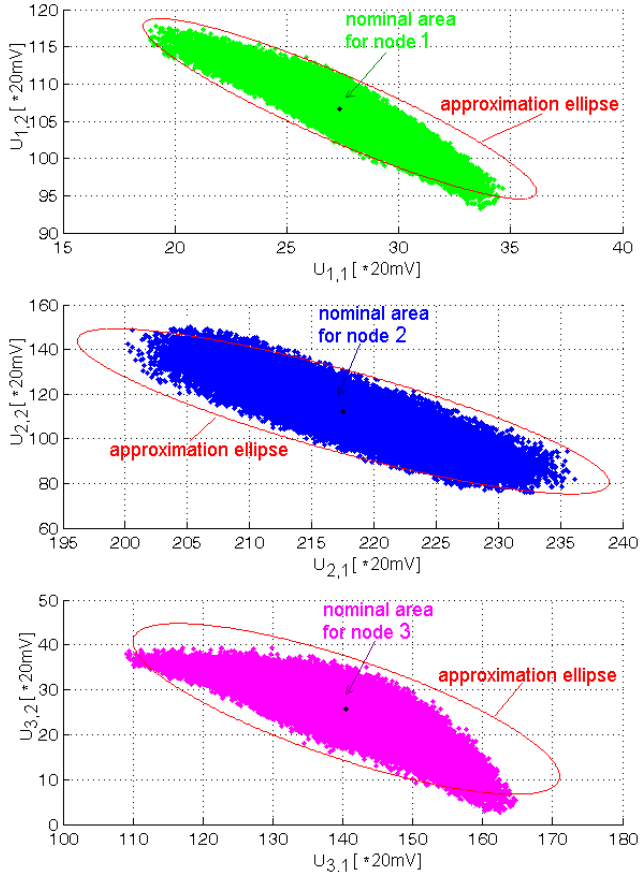 120
115
110
105
100
95
90
U1,2 [ *20mV]
nominal area
for node 1
approximation ellipse
15
20
25
30
35
40
U1,1 [ *20mV]
160
140
120
100
80
60
U2,2 [ *20mV]
nominal area
for node 2
approximation ellipse
195
200
205
210
215
220
225
230
235
240
U2,1 [ *20mV]
50
40
30
20
10
0
U3,2 [ *20mV]
nominal area
for node 3
approximation ellipse
100
110
120
130
140
150
160
170
180
U3,1 [ *20mV]